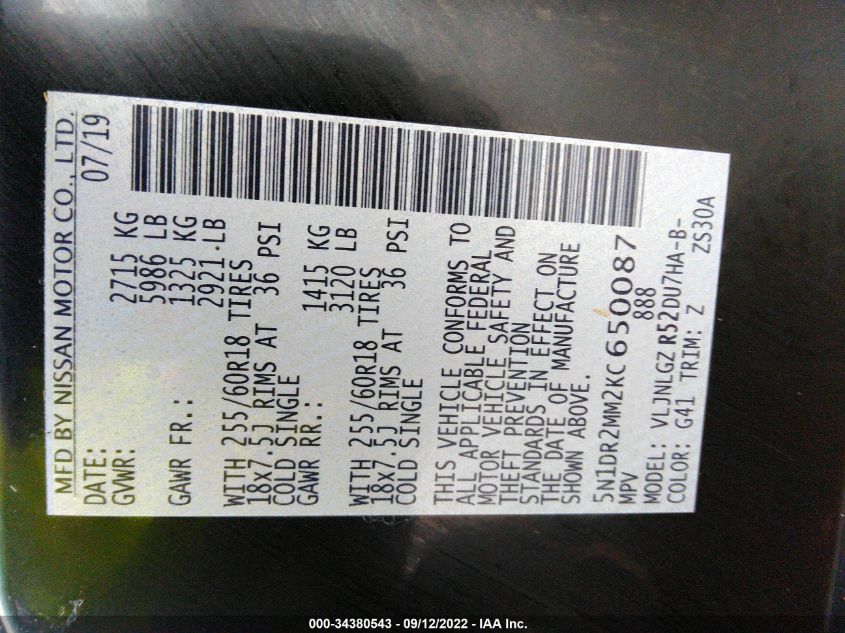 MFD BY NISSAN MOTOR CO., LTD.
DATE: 07/19
GVWR: 2715 KG
5986 LB
GAWR FR.: 1325 KG
2921 LB
WITH 255/60R18 TIRES
18x7.5J RIMS AT 36 PSI
COLD SINGLE
GAWR RR.: 1415 KG
3120 LB
WITH 255/60R18 TIRES
18x7.5J RIMS AT 36 PSI
COLD SINGLE
THIS VEHICLE CONFORMS TO
ALL APPLICABLE FEDERAL
MOTOR VEHICLE SAFETY AND
THEFT PREVENTION
STANDARDS IN EFFECT ON
THE DATE OF MANUFACTURE
SHOWN ABOVE.
5N1DR2MM2KC650087
MPV 888
MODEL: VLJNLGZ R52DU7HA-B-
COLOR: G41 TRIM: Z ZS30A
000-34380543 - 09/12/2022 - IAA Inc.